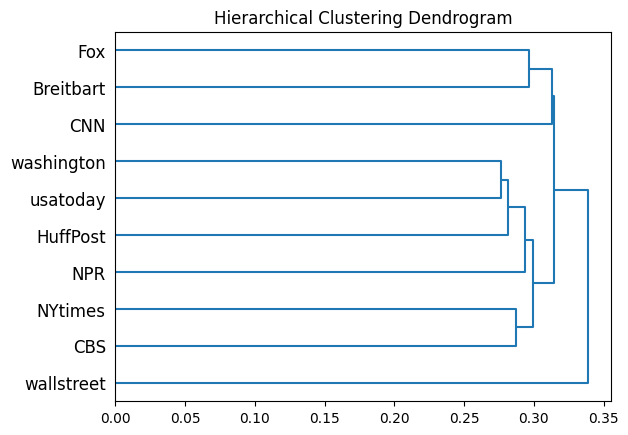 Hierarchical Clustering Dendrogram
Fox
Breitbart
CNN
washington
usatoday
HuffPost
NPR
NYtimes
CBS
wallstreet
0.00 0.05 0.10 0.15 0.20 0.25 0.30 0.35